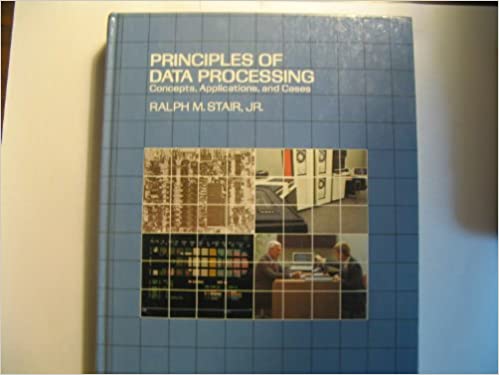 PRINCIPLES OF
DATA PROCESSING
Concepts, Applications, and Cases
RALPH M. STAIR, JR.